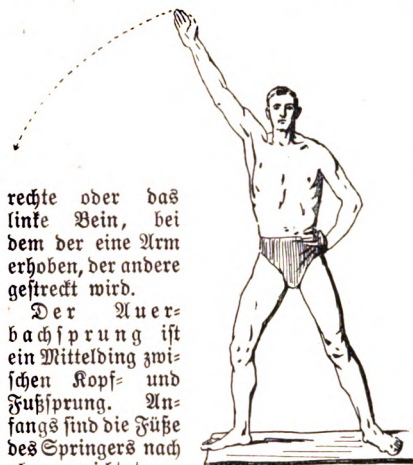 rechte oder das
linke Bein, bei
dem der eine Arm
erhoben, der andere
gestreckt wird.
Der Auer-
bachsprung ist
ein Mittelding zwi-
schen Kopf- und
Fußsprung. An-
fangs sind die Füße
des Springers nach